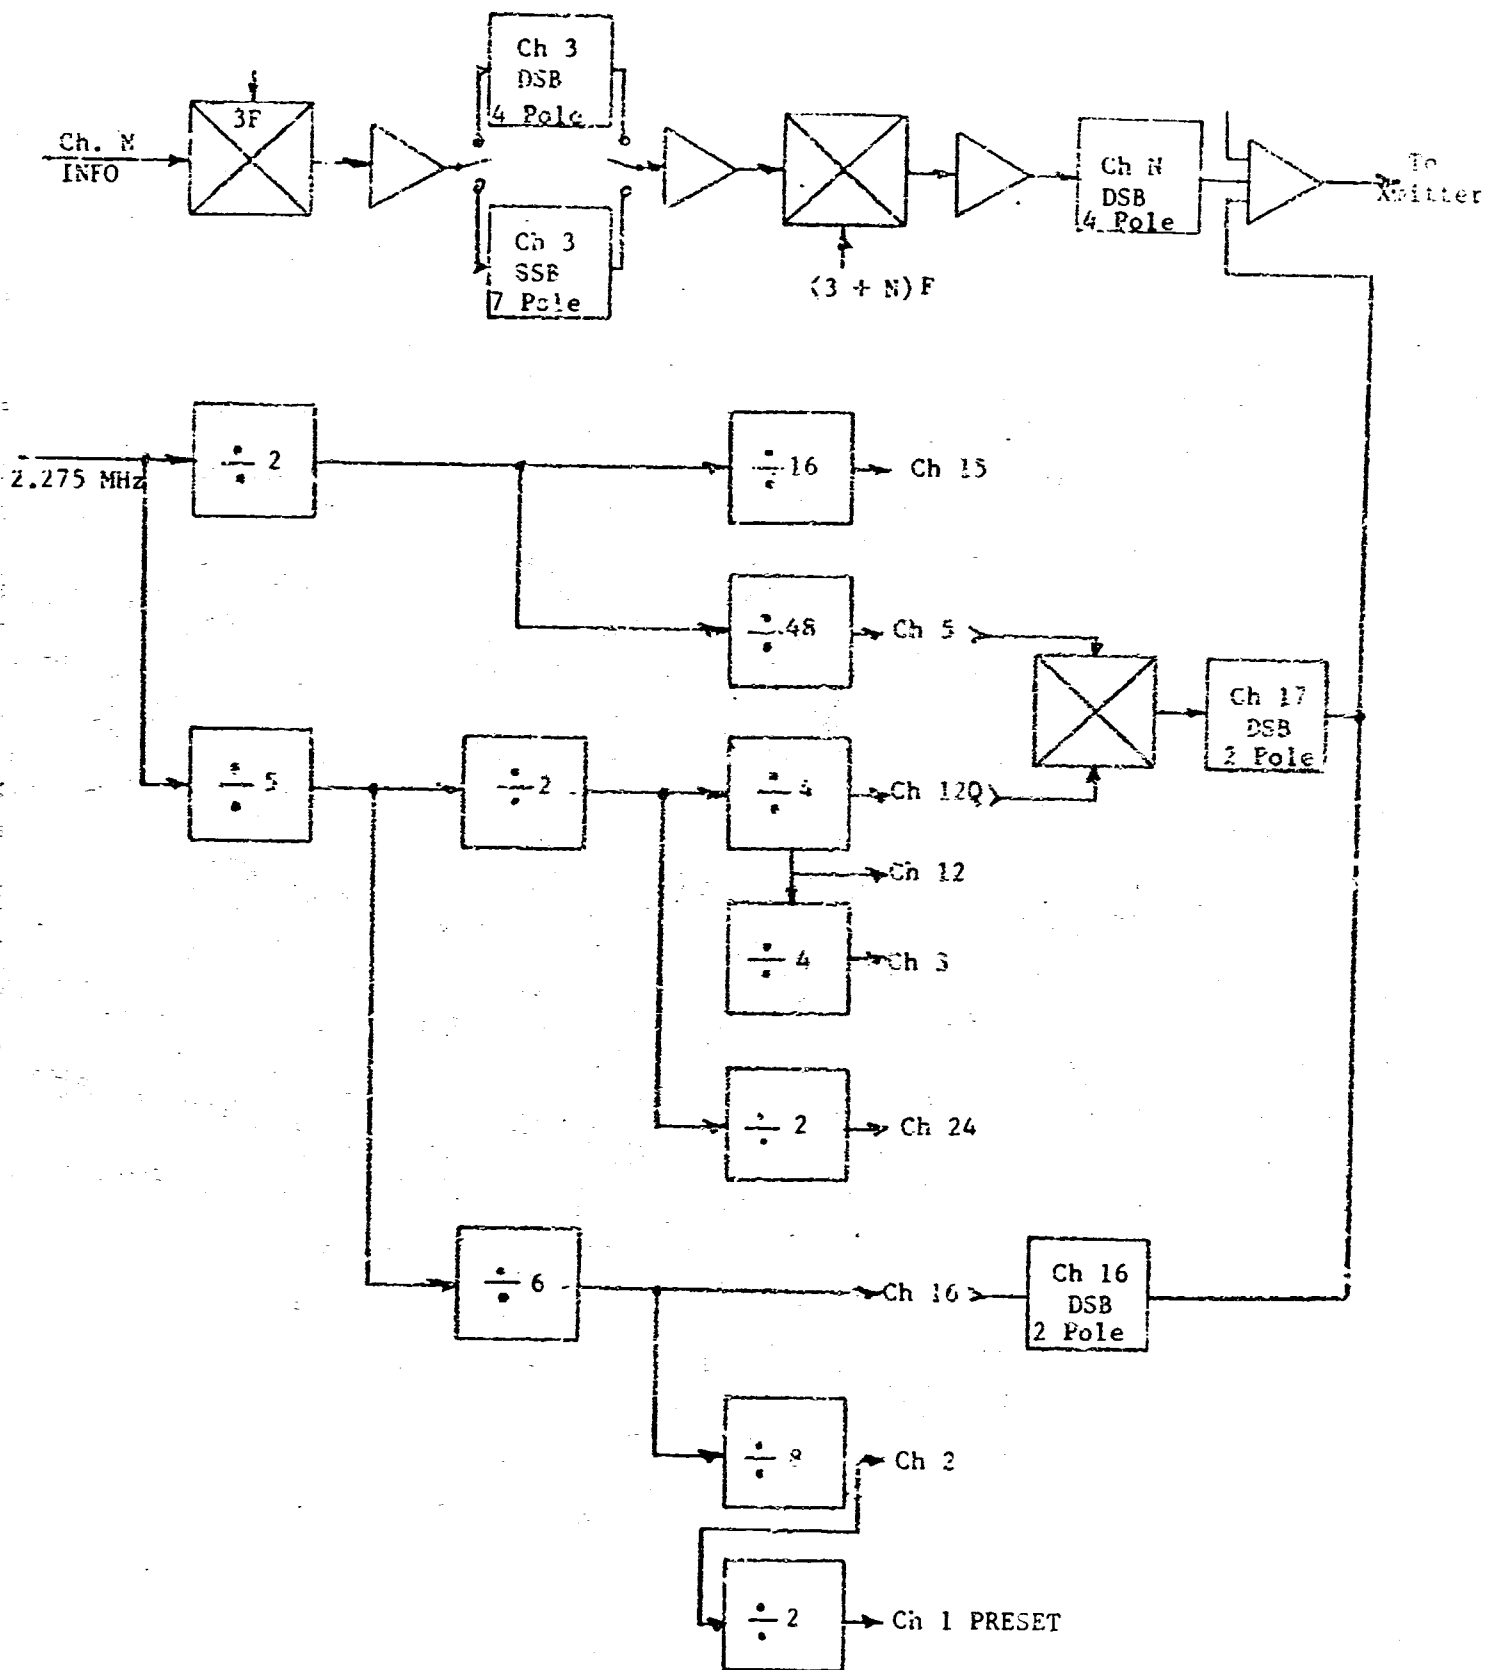 Ch 3
DSB
4 Pole
3F
Ch. N
INFO
Ch 3
SSB
7 Pole
(3 + N) F
Ch N
DSB
4 Pole
To
Xmitter
2.275 MHz
÷ 2
÷ 16
Ch 15
÷ 48
Ch 5
Ch 17
DSB
2 Pole
÷ 5
÷ 2
÷ 4
Ch 12Q
Ch 12
÷ 4
Ch 3
÷ 2
Ch 24
÷ 6
Ch 16
Ch 16
DSB
2 Pole
÷ 8
Ch 2
÷ 2
Ch 1 PRESET